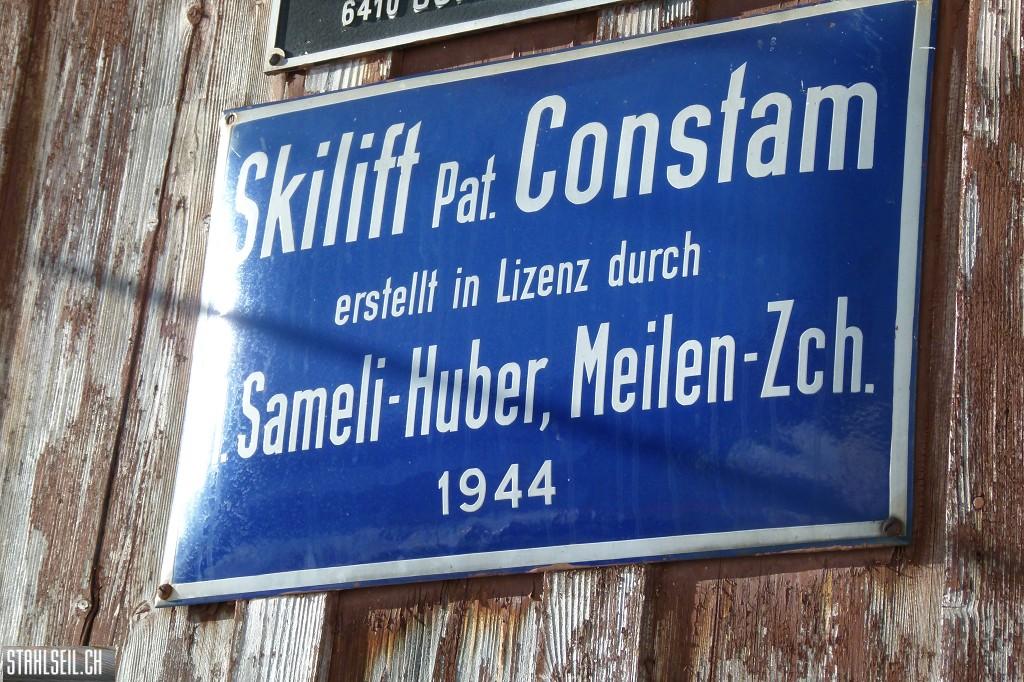 6410
Skilift Pat. Constam
erstellt in Lizenz durch
Sameli-Huber, Meilen-Zch.
1944
STAHLSEIL.CH